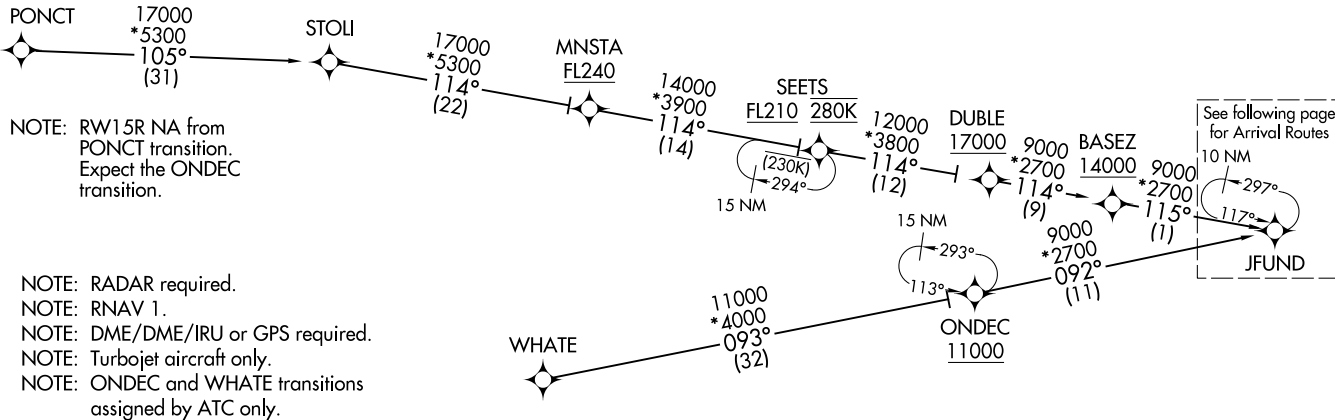 PONCT
17000
*5300
105°
(31)
STOLI
17000
*5300
114°
(22)
MNSTA
FL240
14000
*3900
114°
(14)
SEETS
FL210 280K
(230K)
294°
15 NM
12000
*3800
114°
(12)
DUBLE
17000
9000
*2700
114°
(9)
BASEZ
14000
9000
*2700
115°
(1)
See following page
for Arrival Routes
10 NM
297°
117°
JFUND
NOTE: RW15R NA from
PONCT transition.
Expect the ONDEC
transition.
15 NM
293°
113°
ONDEC
11000
9000
*2700
092°
(11)
WHATE
11000
*4000
093°
(32)
NOTE: RADAR required.
NOTE: RNAV 1.
NOTE: DME/DME/IRU or GPS required.
NOTE: Turbojet aircraft only.
NOTE: ONDEC and WHATE transitions
assigned by ATC only.